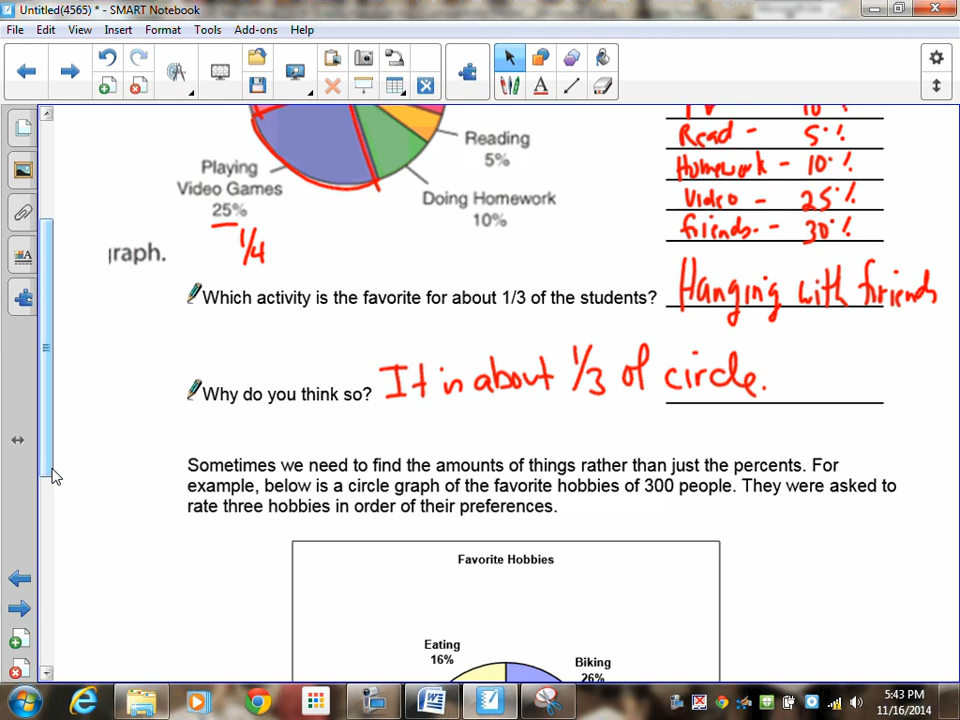 Untitled(4565) * - SMART Notebook
File Edit View Insert Format Tools Add-ons Help
10%
Reading
5%
Read - 5%
Homework - 10%
Playing
Video Games
25%
1/4
Doing Homework
10%
Video - 25%
friends - 30%
graph.
Which activity is the favorite for about 1/3 of the students? Hanging with friends
Why do you think so? It is about 1/3 of circle.
Sometimes we need to find the amounts of things rather than just the percents. For
example, below is a circle graph of the favorite hobbies of 300 people. They were asked to
rate three hobbies in order of their preferences.
Favorite Hobbies
Eating
16%
Biking
26%
5:43 PM
11/16/2014